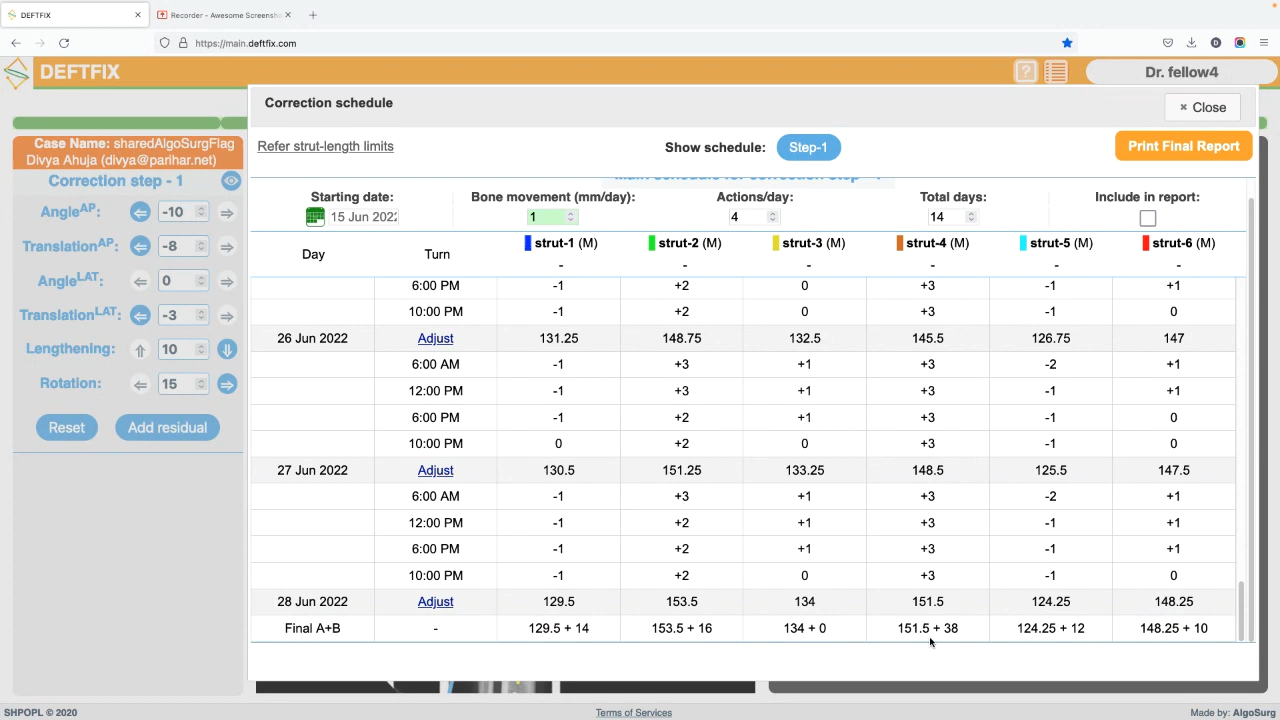 DEFTFIX
Recorder - Awesome Screensh
https://main.deftfix.com
DEFTFIX
Dr. fellow4
Correction schedule
× Close
Case Name: sharedAlgoSurgFlag
Divya Ahuja (divya@parihar.net)
Correction step - 1
AngleAP: -10
TranslationAP: -8
AngleLAT: 0
TranslationLAT: -3
Lengthening: 10
Rotation: 15
Reset Add residual
Refer strut-length limits Show schedule: Step-1 Print Final Report
Main schedule for correction step - 1
Starting date: Bone movement (mm/day): Actions/day: Total days: Include in report:
15 Jun 2022 1 4 14
Day Turn strut-1 (M) strut-2 (M) strut-3 (M) strut-4 (M) strut-5 (M) strut-6 (M)
- - - - - -
6:00 PM -1 +2 0 +3 -1 +1
10:00 PM -1 +2 0 +3 -1 0
26 Jun 2022 Adjust 131.25 148.75 132.5 145.5 126.75 147
6:00 AM -1 +3 +1 +3 -2 +1
12:00 PM -1 +3 +1 +3 -1 +1
6:00 PM -1 +2 +1 +3 -1 0
10:00 PM 0 +2 0 +3 -1 0
27 Jun 2022 Adjust 130.5 151.25 133.25 148.5 125.5 147.5
6:00 AM -1 +3 +1 +3 -2 +1
12:00 PM -1 +2 +1 +3 -1 +1
6:00 PM -1 +2 +1 +3 -1 +1
10:00 PM -1 +2 0 +3 -1 0
28 Jun 2022 Adjust 129.5 153.5 134 151.5 124.25 148.25
Final A+B - 129.5 + 14 153.5 + 16 134 + 0 151.5 + 38 124.25 + 12 148.25 + 10
SHPOPL © 2020 Terms of Services Made by: AlgoSurg